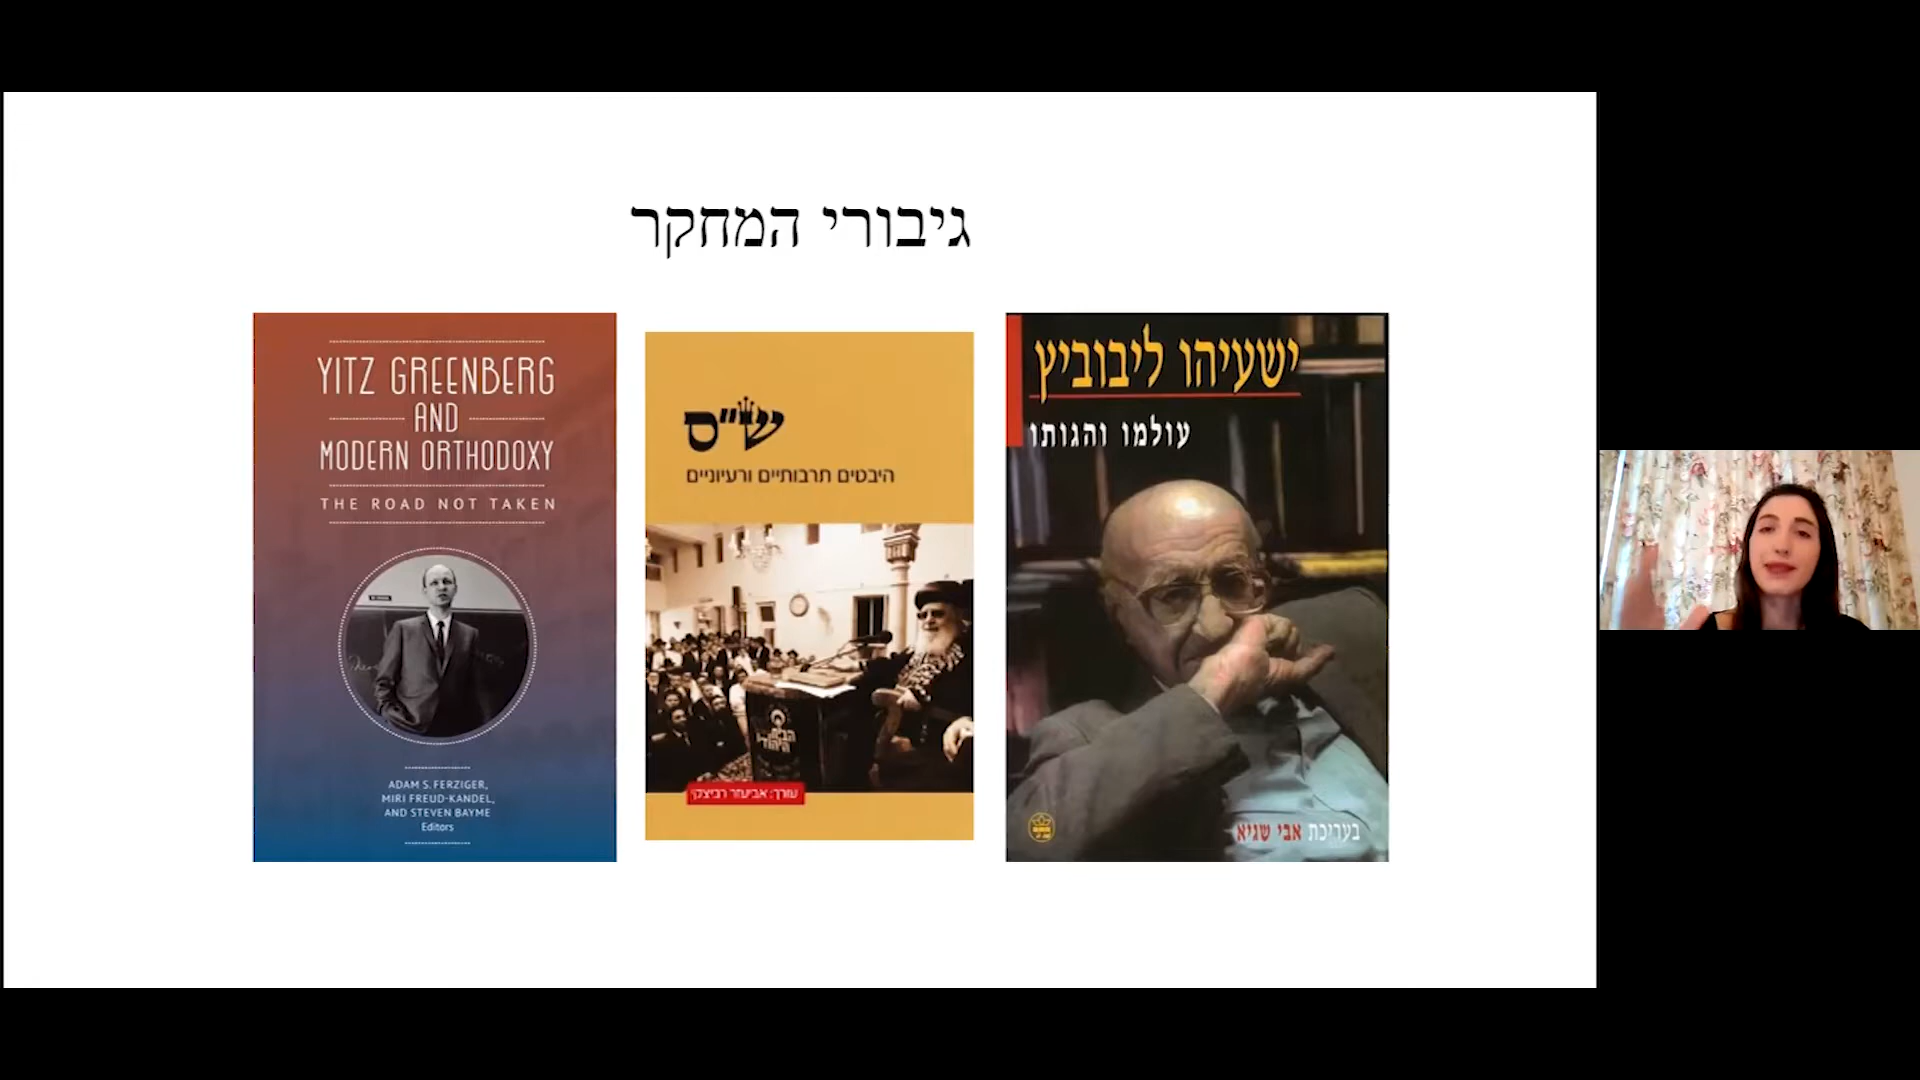 גיבורי המחקר
YITZ GREENBERG
AND
MODERN ORTHODOXY
THE ROAD NOT TAKEN
ADAM S. FERZIGER,
MIRI FREUD-KANDEL,
AND STEVEN BAYME
Editors
ש"ס
היבטים תרבותיים ורעיוניים
עורך: אביעזר רביצקי
ישעיהו ליבוביץ
עולמו והגותו
בעריכת אבי שגיא